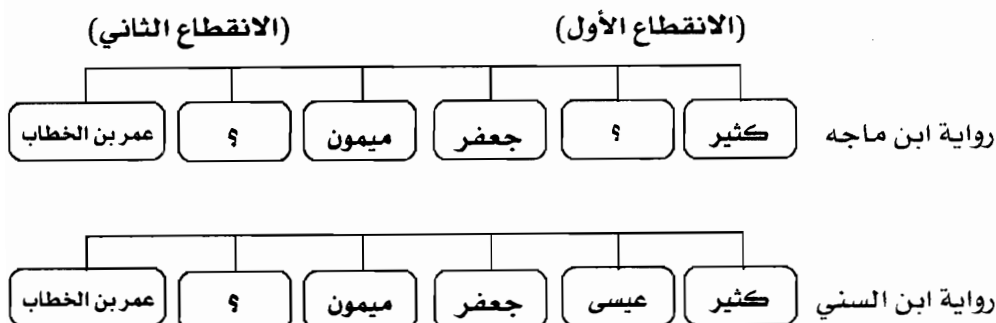 (الانقطاع الأول) (الانقطاع الثاني)
رواية ابن ماجه كثير ؟ جعفر ميمون ؟ عمر بن الخطاب
رواية ابن السني كثير عيسى جعفر ميمون ؟ عمر بن الخطاب